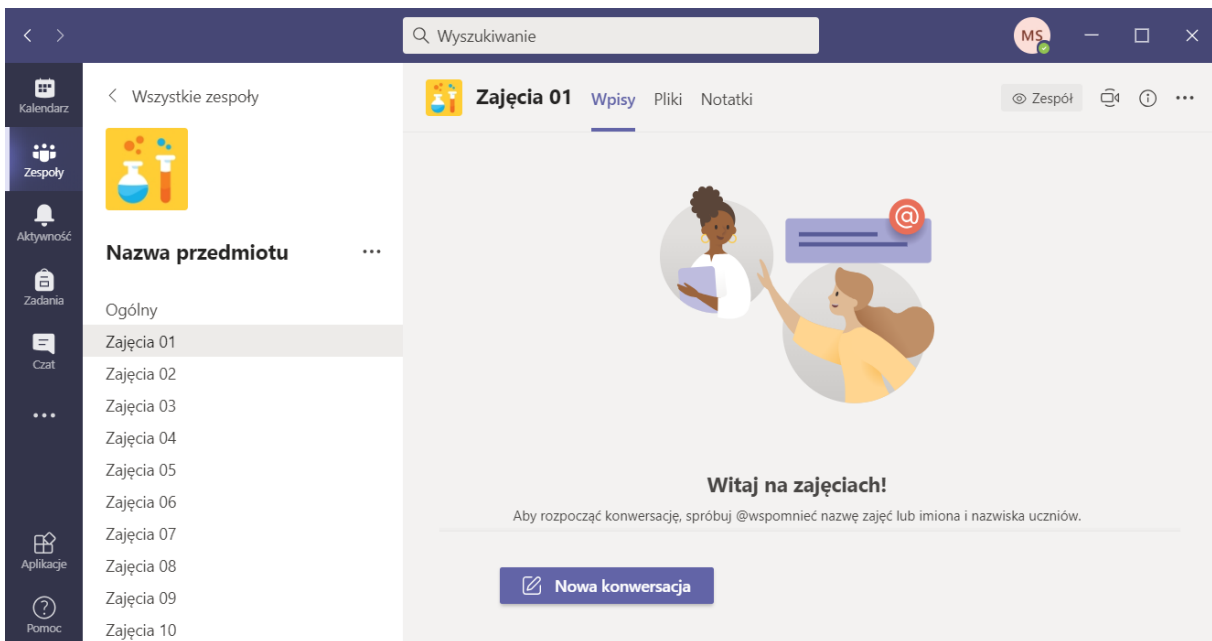 Wyszukiwanie
MS
Kalendarz
Zespoły
Aktywność
Zadania
Czat
Aplikacje
Pomoc
Wszystkie zespoły
Nazwa przedmiotu
Ogólny
Zajęcia 01
Zajęcia 02
Zajęcia 03
Zajęcia 04
Zajęcia 05
Zajęcia 06
Zajęcia 07
Zajęcia 08
Zajęcia 09
Zajęcia 10
Zajęcia 01 Wpisy Pliki Notatki Zespół
@
Witaj na zajęciach!
Aby rozpocząć konwersację, spróbuj @wspomnieć nazwę zajęć lub imiona i nazwiska uczniów.
Nowa konwersacja